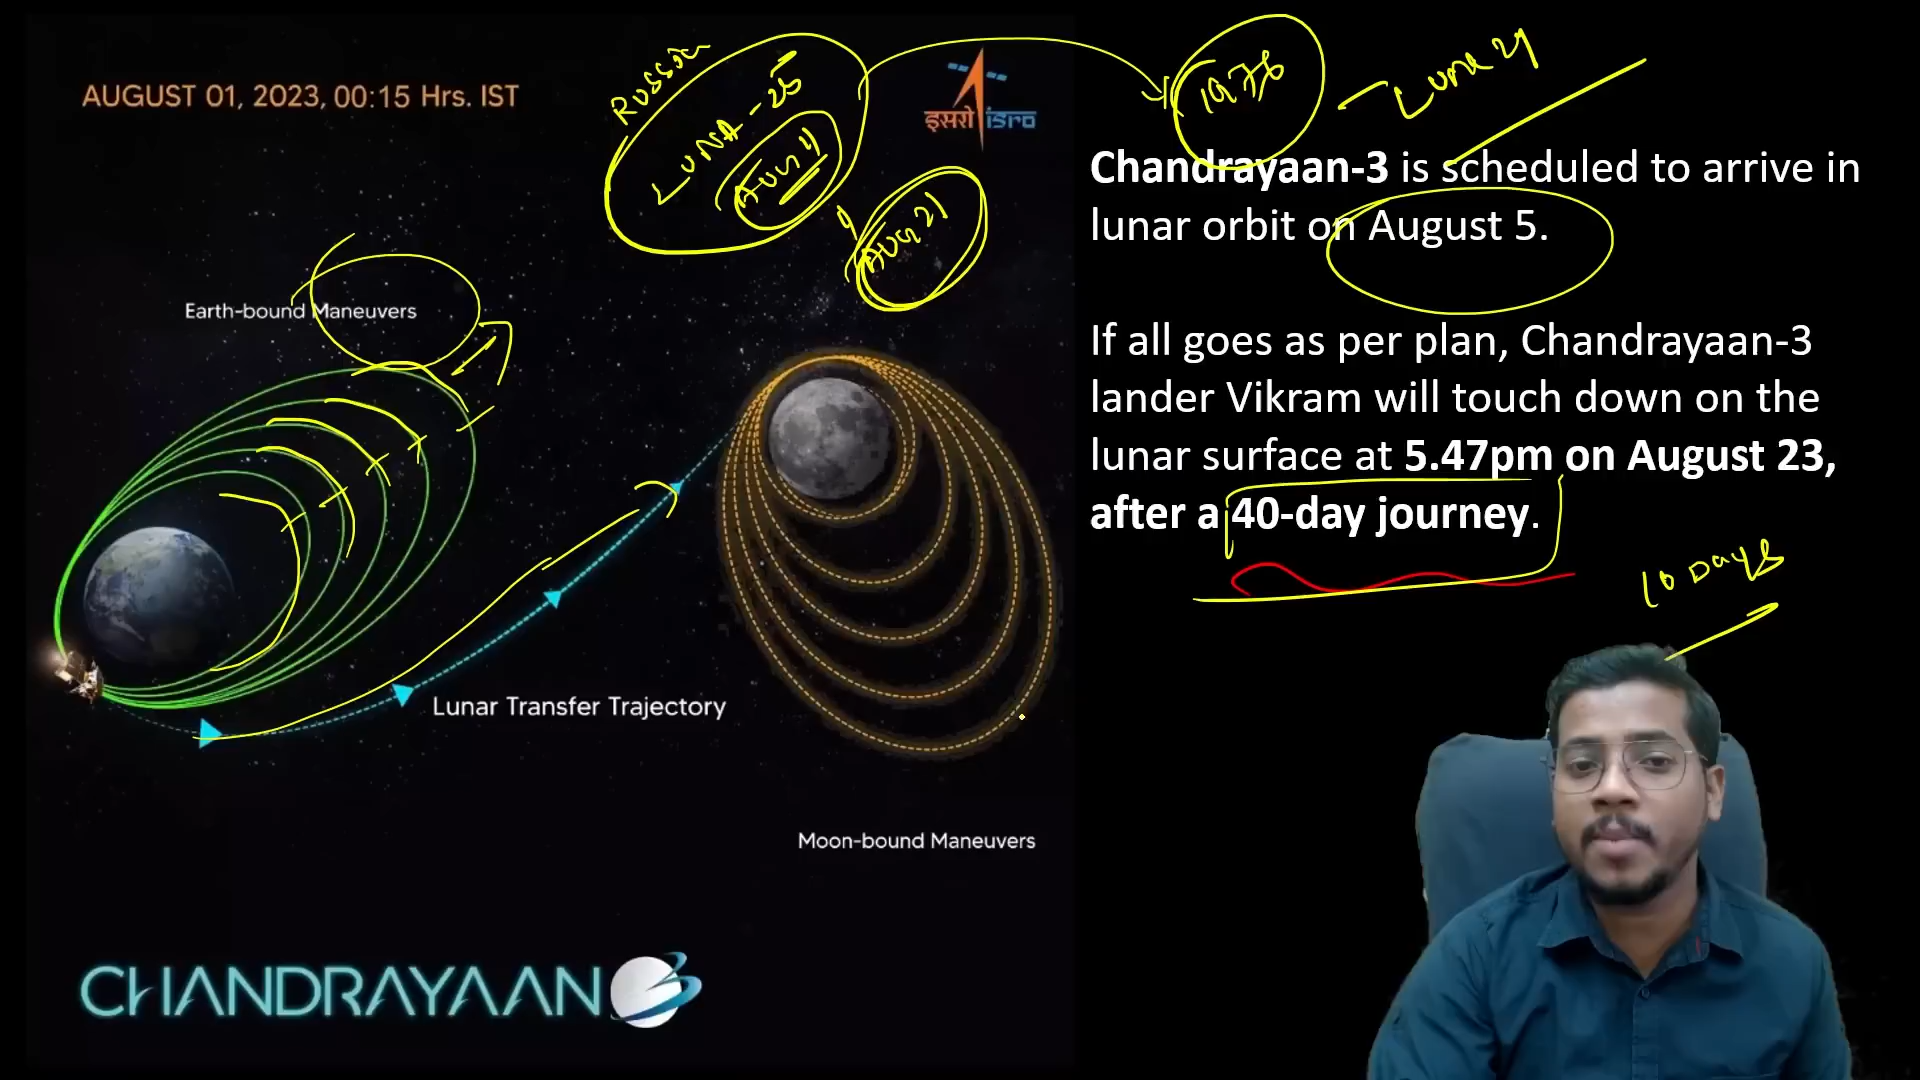 AUGUST 01, 2023, 00:15 Hrs. IST
RUSSIA
LUNA-25
AUG 11
AUG 21
इसरो isro
1976
Luna 24
Chandrayaan-3 is scheduled to arrive in
lunar orbit on August 5.
Earth-bound Maneuvers
If all goes as per plan, Chandrayaan-3
lander Vikram will touch down on the
lunar surface at 5.47pm on August 23,
after a 40-day journey.
10 Days
Lunar Transfer Trajectory
Moon-bound Maneuvers
CHANDRAYAAN 3